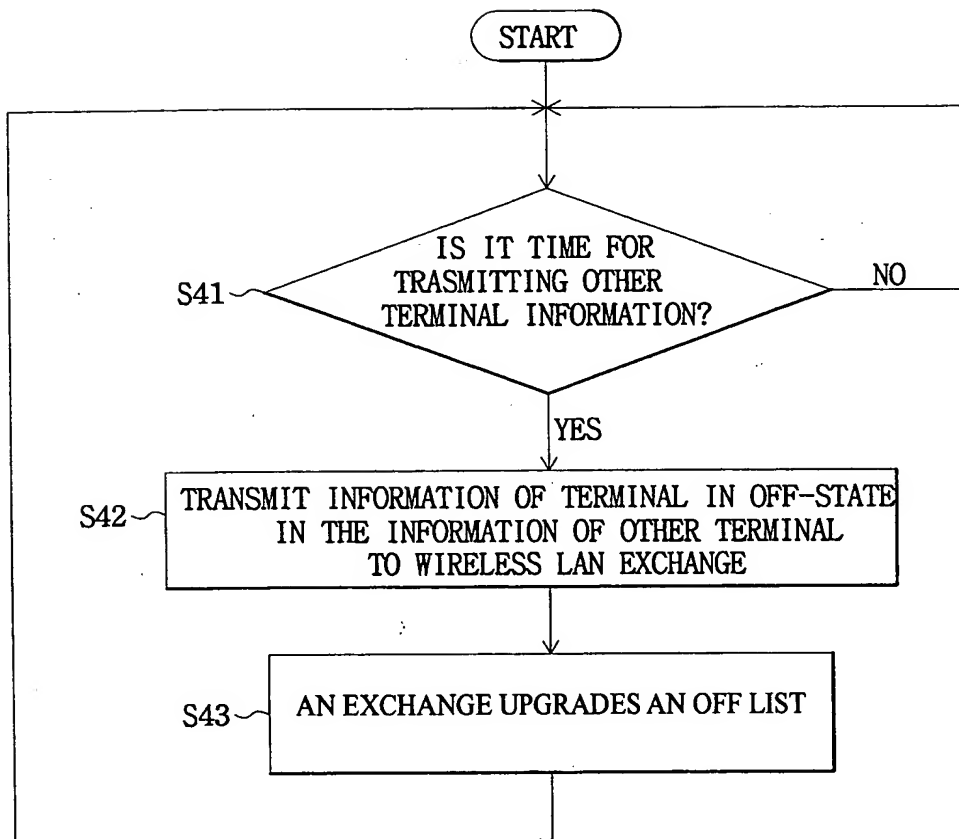 START
IS IT TIME FOR
TRASMITTING OTHER
TERMINAL INFORMATION?
S41
NO
YES
S42
TRANSMIT INFORMATION OF TERMINAL IN OFF-STATE
IN THE INFORMATION OF OTHER TERMINAL
TO WIRELESS LAN EXCHANGE
S43
AN EXCHANGE UPGRADES AN OFF LIST